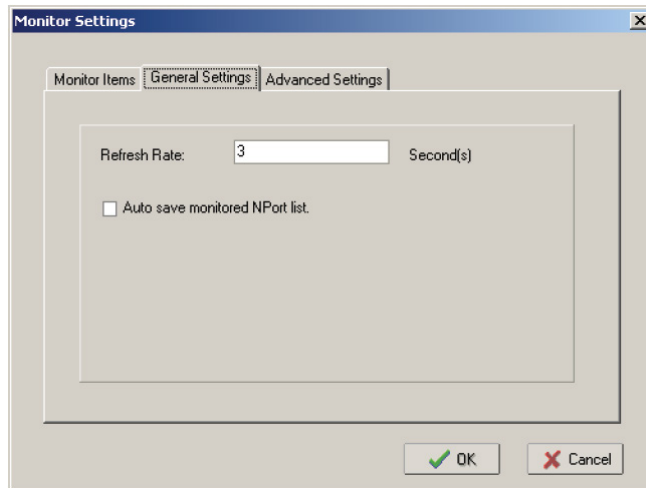 Monitor Settings
Monitor Items General Settings Advanced Settings
Refresh Rate: 3 Second(s)
Auto save monitored NPort list.
OK Cancel